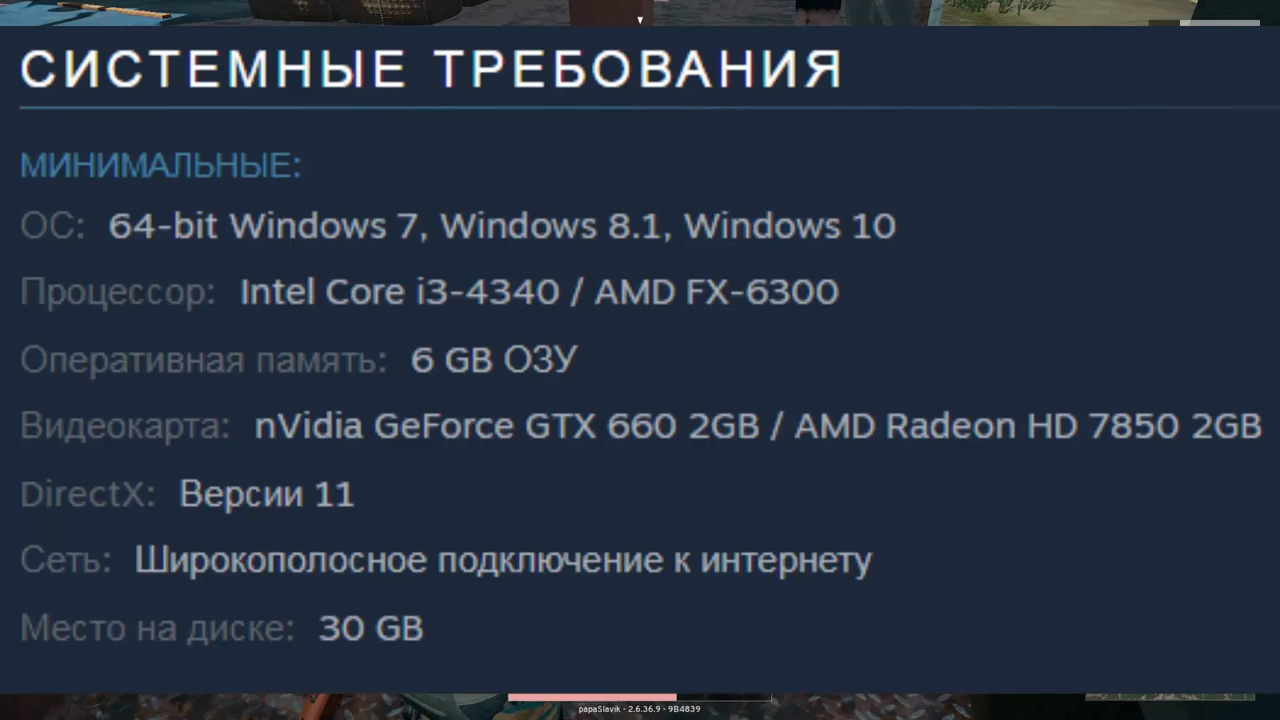 СИСТЕМНЫЕ ТРЕБОВАНИЯ
МИНИМАЛЬНЫЕ:
ОС: 64-bit Windows 7, Windows 8.1, Windows 10
Процессор: Intel Core i3-4340 / AMD FX-6300
Оперативная память: 6 GB ОЗУ
Видеокарта: nVidia GeForce GTX 660 2GB / AMD Radeon HD 7850 2GB
DirectX: Версии 11
Сеть: Широкополосное подключение к интернету
Место на диске: 30 GB
papaSlavik - 2.6.36.9 - 9B4839